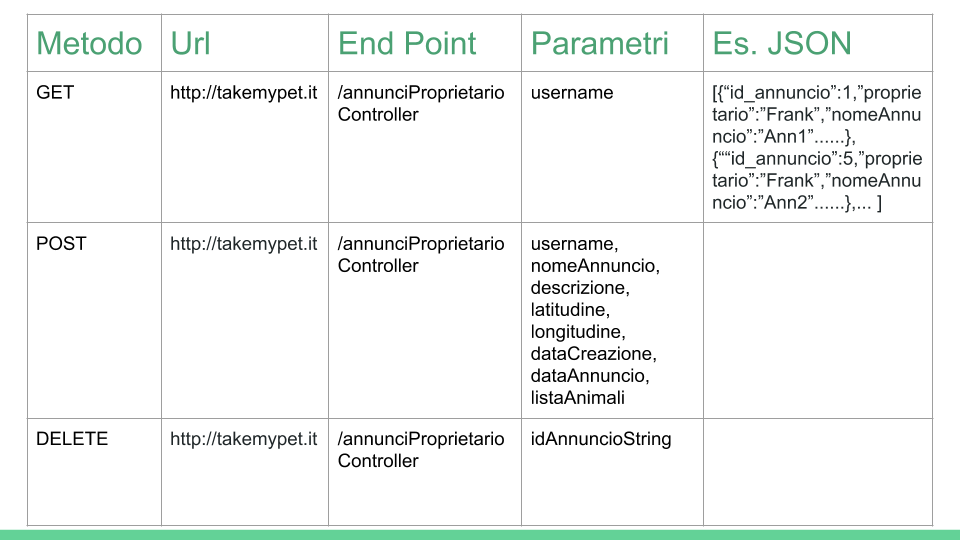 Metodo Url End Point Parametri Es. JSON
GET http://takemypet.it /annunciProprietario username [{“id_annuncio”:1,”proprie
Controller tario”:”Frank”,”nomeAnnu
ncio”:”Ann1”......},
{““id_annuncio”:5,”proprie
tario”:”Frank”,”nomeAnnu
ncio”:”Ann2”......},... ]
POST http://takemypet.it /annunciProprietario username,
Controller nomeAnnuncio,
descrizione,
latitudine,
longitudine,
dataCreazione,
dataAnnuncio,
listaAnimali
DELETE http://takemypet.it /annunciProprietario idAnnuncioString
Controller